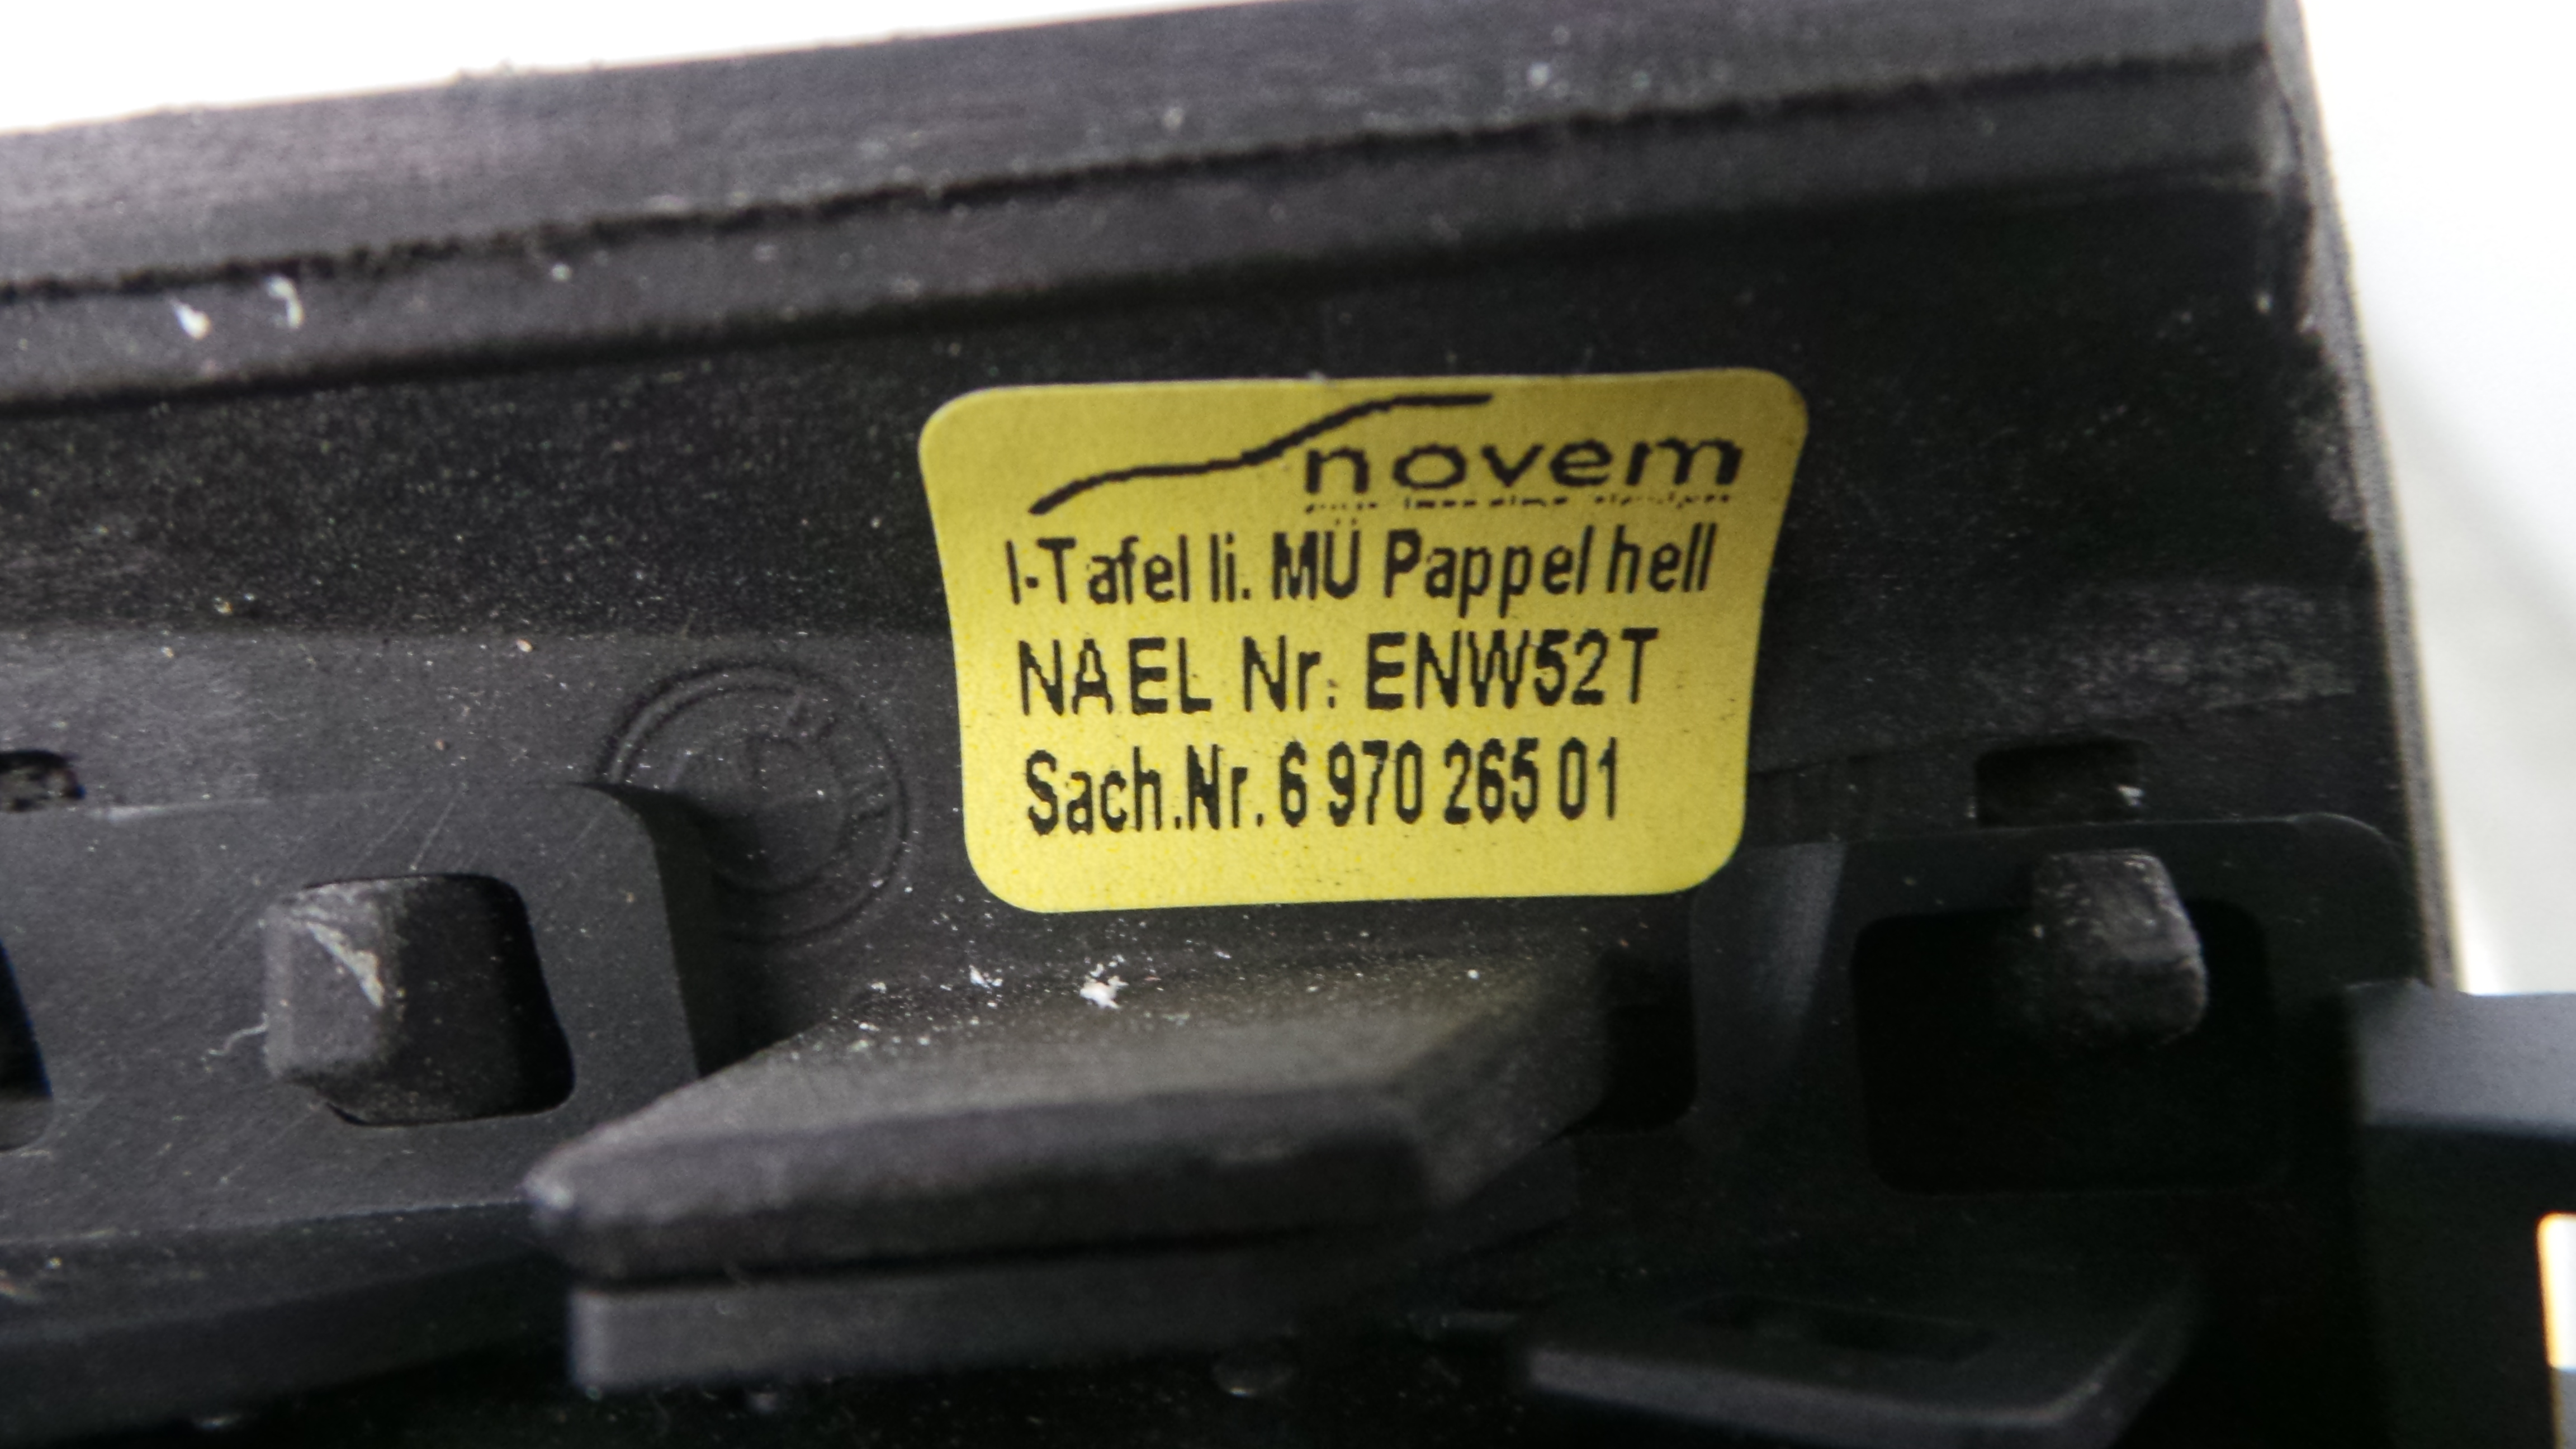 novem
I-Tafel li. MÜ Pappel hell
NAEL Nr. ENW52T
Sach.Nr. 6 970 265 01